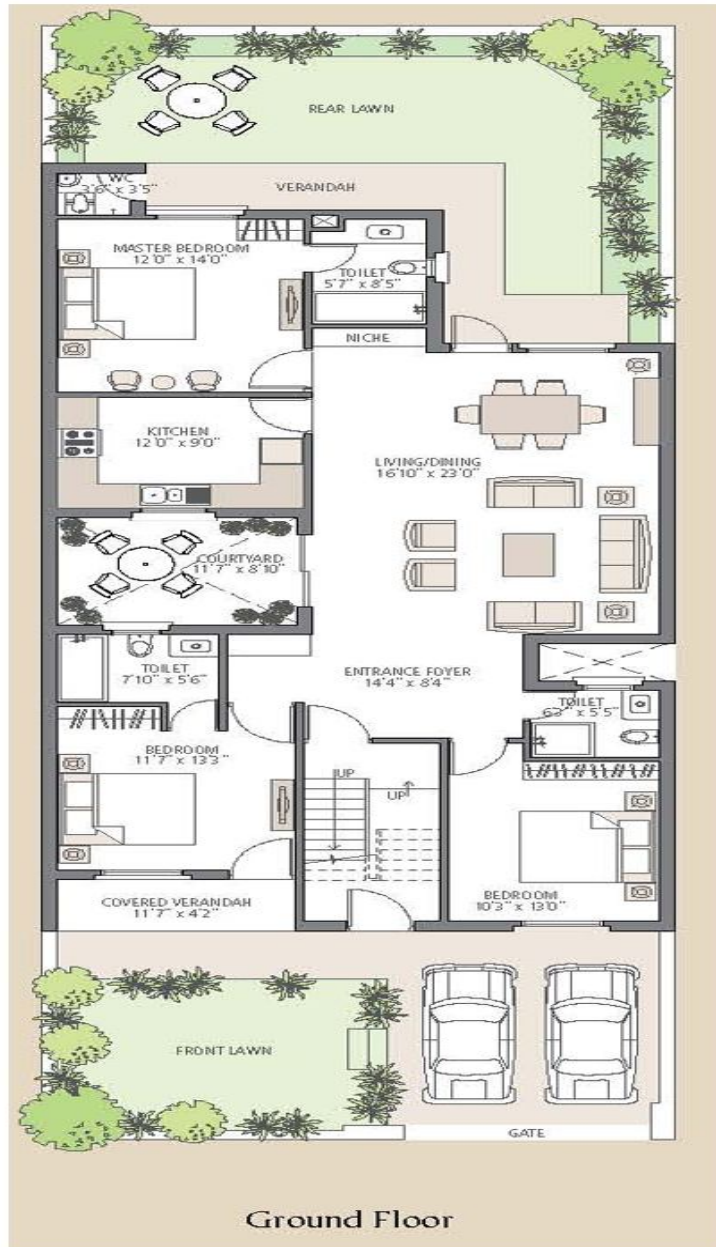 REAR LAWN
WC
3'6" x 3'5"
VERANDAH
MASTER BEDROOM
12'0" x 14'0"
TOILET
5'7" x 8'5"
NICHE
KITCHEN
12'0" x 9'0"
LIVING/DINING
16'10" x 23'0"
COURTYARD
11'7" x 8'10"
TOILET
7'10" x 5'6"
ENTRANCE FOYER
14'4" x 8'4"
TOILET
6'3" x 5'5"
BEDROOM
11'7" x 13'3"
UP
UP
BEDROOM
10'3" x 13'0"
COVERED VERANDAH
11'7" x 4'2"
FRONT LAWN
GATE
Ground Floor